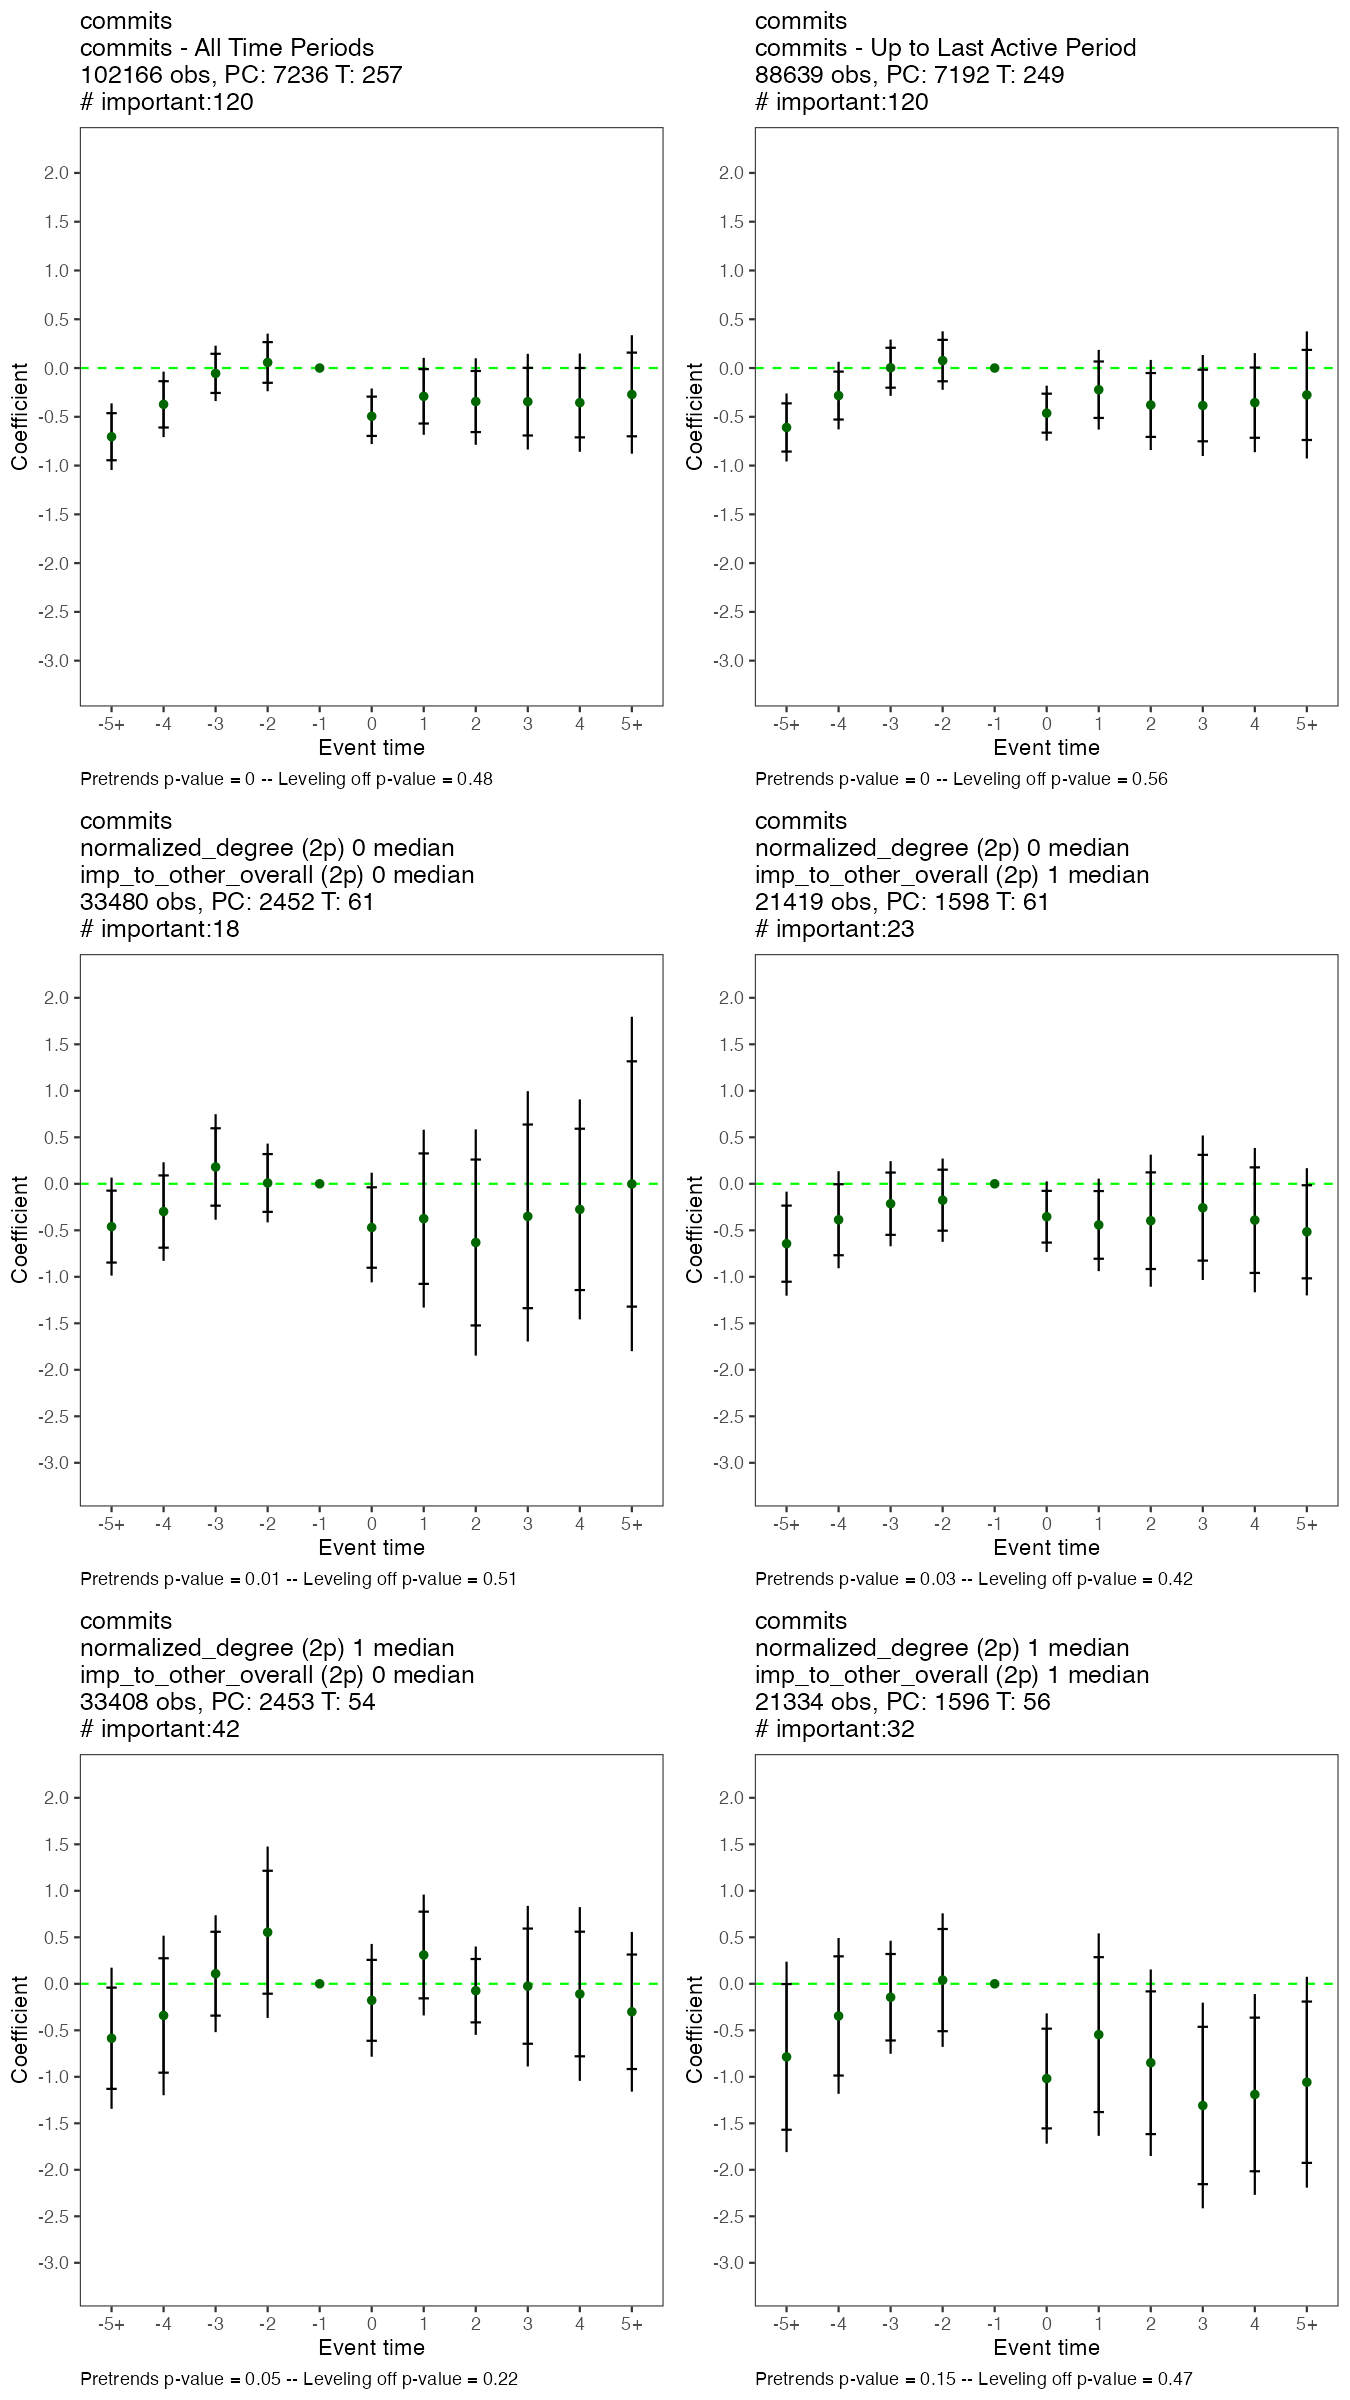 commits
commits - All Time Periods
102166 obs, PC: 7236 T: 257
# important:120
2.0
1.5
1.0
0.5
0.0
-0.5
-1.0
-1.5
-2.0
-2.5
-3.0
Coefficient
-5+ -4 -3 -2 -1 0 1 2 3 4 5+
Event time
Pretrends p-value = 0 -- Leveling off p-value = 0.48
commits
commits - Up to Last Active Period
88639 obs, PC: 7192 T: 249
# important:120
2.0
1.5
1.0
0.5
0.0
-0.5
-1.0
-1.5
-2.0
-2.5
-3.0
Coefficient
-5+ -4 -3 -2 -1 0 1 2 3 4 5+
Event time
Pretrends p-value = 0 -- Leveling off p-value = 0.56
commits
normalized_degree (2p) 0 median
imp_to_other_overall (2p) 0 median
33480 obs, PC: 2452 T: 61
# important:18
2.0
1.5
1.0
0.5
0.0
-0.5
-1.0
-1.5
-2.0
-2.5
-3.0
Coefficient
-5+ -4 -3 -2 -1 0 1 2 3 4 5+
Event time
Pretrends p-value = 0.01 -- Leveling off p-value = 0.51
commits
normalized_degree (2p) 0 median
imp_to_other_overall (2p) 1 median
21419 obs, PC: 1598 T: 61
# important:23
2.0
1.5
1.0
0.5
0.0
-0.5
-1.0
-1.5
-2.0
-2.5
-3.0
Coefficient
-5+ -4 -3 -2 -1 0 1 2 3 4 5+
Event time
Pretrends p-value = 0.03 -- Leveling off p-value = 0.42
commits
normalized_degree (2p) 1 median
imp_to_other_overall (2p) 0 median
33408 obs, PC: 2453 T: 54
# important:42
2.0
1.5
1.0
0.5
0.0
-0.5
-1.0
-1.5
-2.0
-2.5
-3.0
Coefficient
-5+ -4 -3 -2 -1 0 1 2 3 4 5+
Event time
Pretrends p-value = 0.05 -- Leveling off p-value = 0.22
commits
normalized_degree (2p) 1 median
imp_to_other_overall (2p) 1 median
21334 obs, PC: 1596 T: 56
# important:32
2.0
1.5
1.0
0.5
0.0
-0.5
-1.0
-1.5
-2.0
-2.5
-3.0
Coefficient
-5+ -4 -3 -2 -1 0 1 2 3 4 5+
Event time
Pretrends p-value = 0.15 -- Leveling off p-value = 0.47